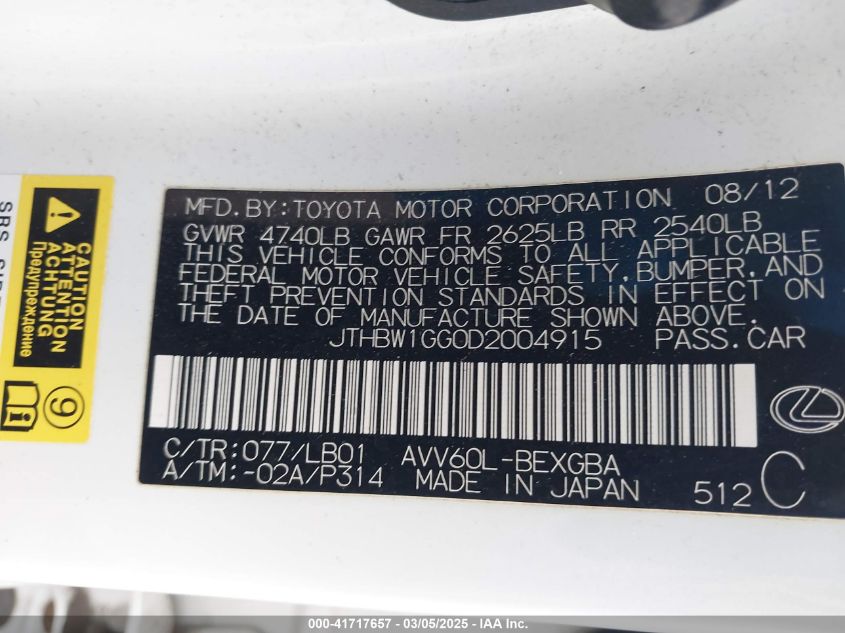 MFD.BY:TOYOTA MOTOR CORPORATION 08/12
GVWR 4740LB GAWR FR 2625LB RR 2540LB
THIS VEHICLE CONFORMS TO ALL APPLICABLE
FEDERAL MOTOR VEHICLE SAFETY,BUMPER,AND
THEFT PREVENTION STANDARDS IN EFFECT ON
THE DATE OF MANUFACTURE SHOWN ABOVE.
JTHBW1GG0D2004915 PASS.CAR
C/TR:077/LB01 AVV60L-BEXGBA
A/TM:-02A/P314 MADE IN JAPAN 512 C
CAUTION
ATTENTION
ACHTUNG
Предупреждение
9
i
000-41717657 - 03/05/2025 - IAA Inc.